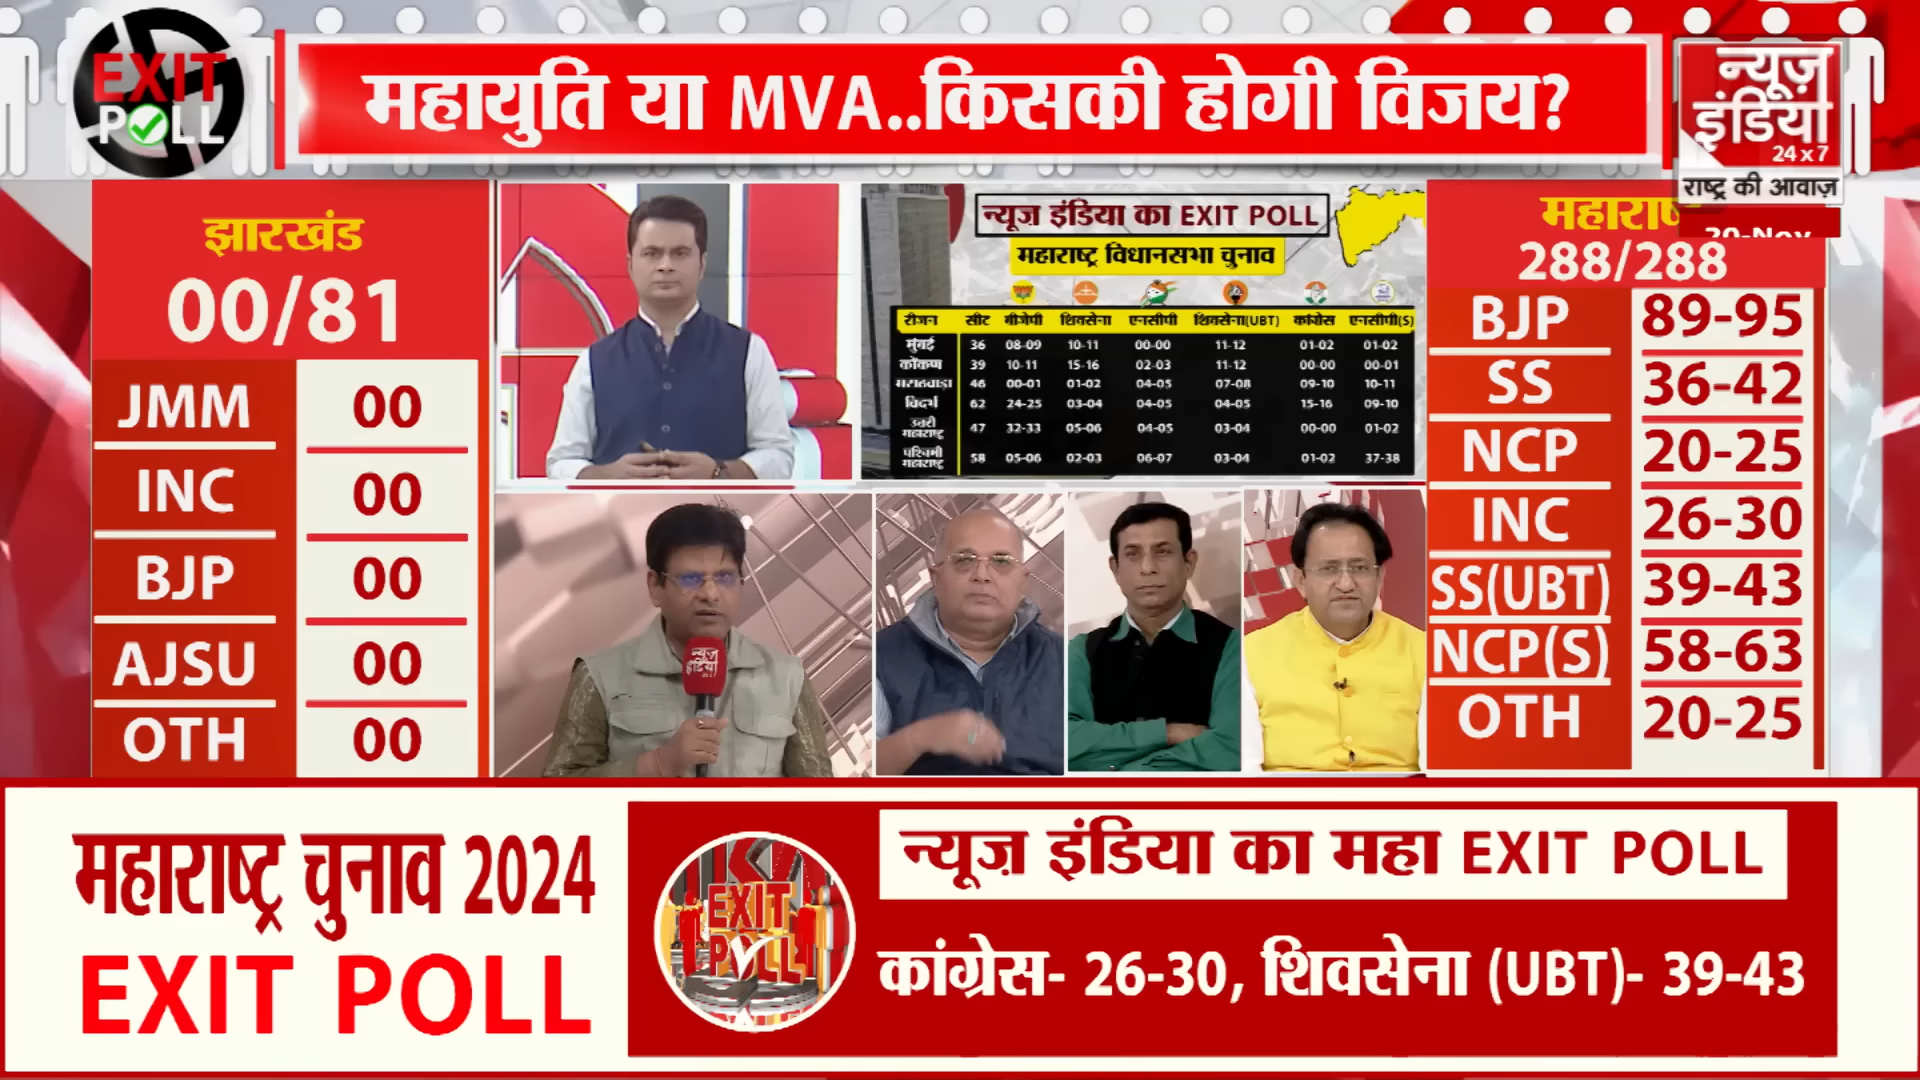 EXIT
POLL
महायुति या MVA..किसकी होगी विजय?
न्यूज़
इंडिया
24x7
राष्ट्र की आवाज़
झारखंड
00/81
JMM 00
INC 00
BJP 00
AJSU 00
OTH 00
न्यूज़ इंडिया का EXIT POLL
महाराष्ट्र विधानसभा चुनाव
रीजन सीट बीजेपी शिवसेना एनसीपी शिवसेना(UBT) कांग्रेस एनसीपी(S)
मुंबई 36 08-09 10-11 00-00 11-12 01-02 01-02
कोंकण 39 10-11 15-16 02-03 11-12 00-00 00-01
मराठवाड़ा 46 00-01 01-02 04-05 07-08 09-10 10-11
विदर्भ 62 24-25 03-04 04-05 04-05 15-16 09-10
उत्तरी महाराष्ट्र 47 32-33 05-06 04-05 03-04 00-00 01-02
पश्चिमी महाराष्ट्र 58 05-06 02-03 06-07 03-04 01-02 37-38
20-Nov
288/288
BJP 89-95
SS 36-42
NCP 20-25
INC 26-30
SS(UBT) 39-43
NCP(S) 58-63
OTH 20-25
न्यूज़
इंडिया
महाराष्ट्र चुनाव 2024
EXIT POLL
EXIT
POLL
न्यूज़ इंडिया का महा EXIT POLL
कांग्रेस- 26-30, शिवसेना (UBT)- 39-43